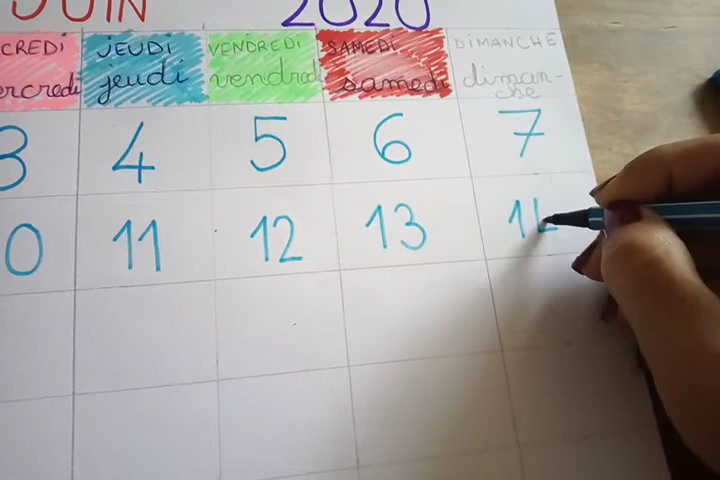 JUIN 2020
CREDI JEUDI VENDREDI SAMEDI DIMANCHE
ercredi jeudi vendredi samedi diman-
che
3 4 5 6 7
0 11 12 13 14